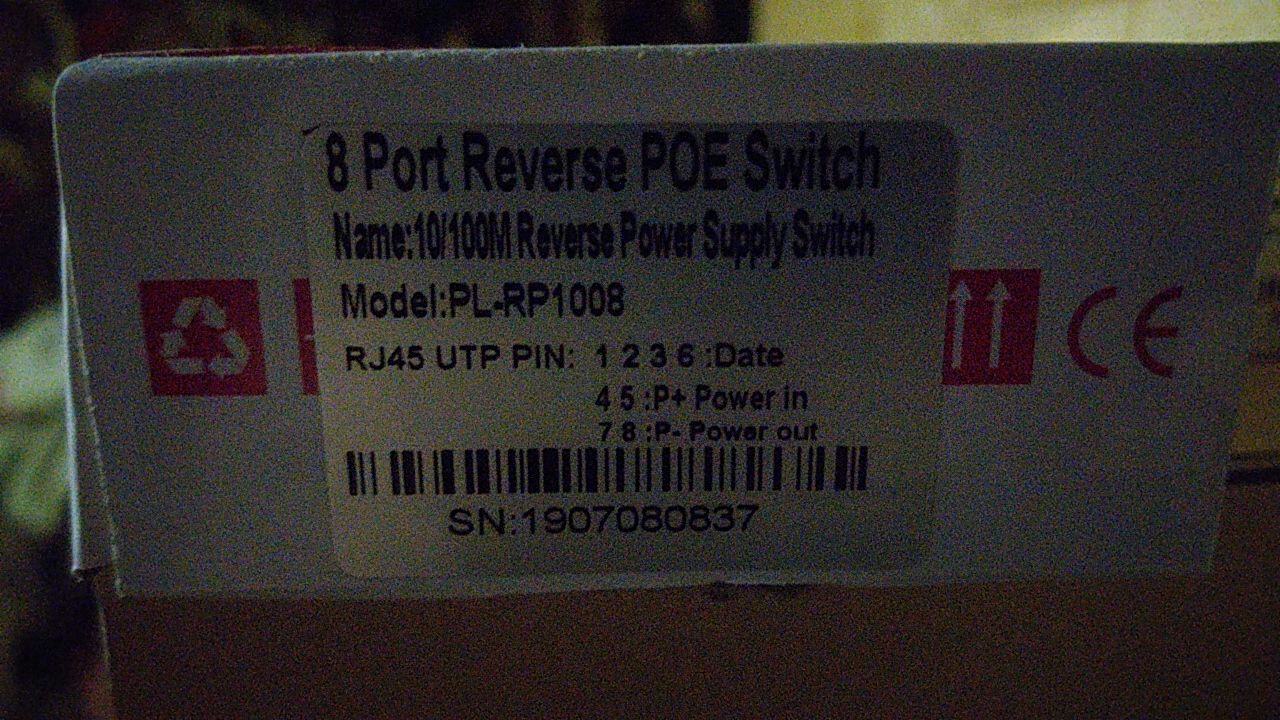 8 Port Reverse POE Switch
Name:10/100M Reverse Power Supply Switch
Model:PL-RP1008
RJ45 UTP PIN: 1 2 3 6 :Date
4 5 :P+ Power in
7 8 :P- Power out
SN:1907080837
CE